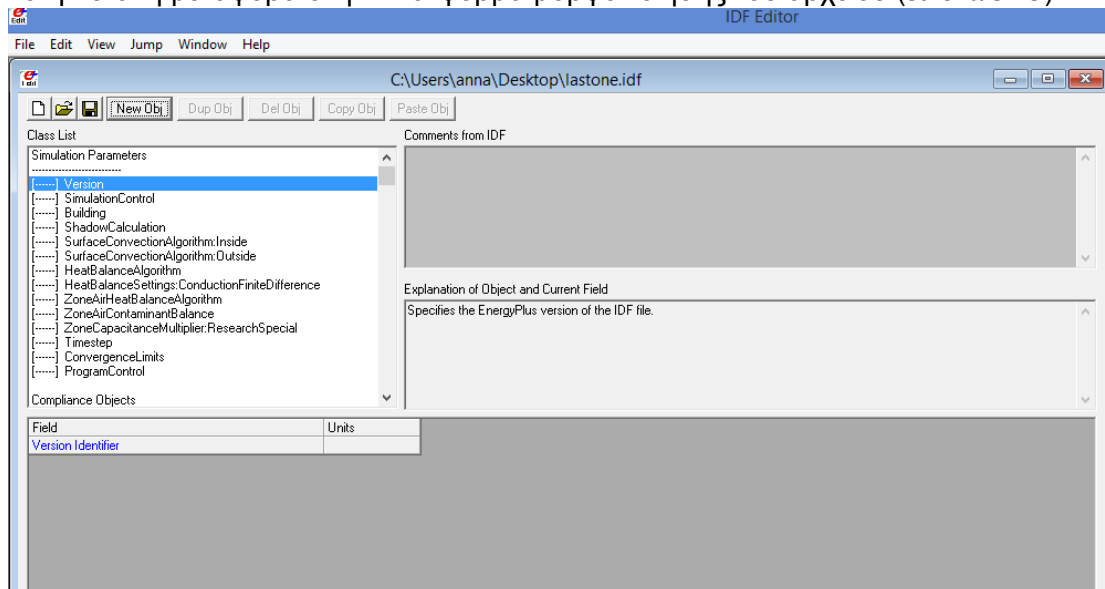 IDF Editor
Edit
File Edit View Jump Window Help
C:\Users\anna\Desktop\lastone.idf
New Obj Dup Obj Del Obj Copy Obj Paste Obj
Class List
Simulation Parameters
-------------------------
[------] Version
[------] SimulationControl
[------] Building
[------] ShadowCalculation
[------] SurfaceConvectionAlgorithm:Inside
[------] SurfaceConvectionAlgorithm:Outside
[------] HeatBalanceAlgorithm
[------] HeatBalanceSettings:ConductionFiniteDifference
[------] ZoneAirHeatBalanceAlgorithm
[------] ZoneAirContaminantBalance
[------] ZoneCapacitanceMultiplier:ResearchSpecial
[------] Timestep
[------] ConvergenceLimits
[------] ProgramControl
Compliance Objects
Comments from IDF
Explanation of Object and Current Field
Specifies the EnergyPlus version of the IDF file.
Field Units
Version Identifier